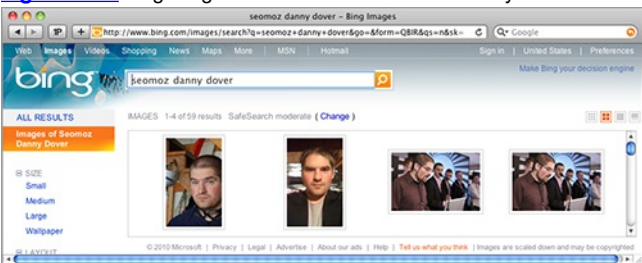 seomoz danny dover – Bing Images
http://www.bing.com/images/search?q=seomoz+danny+dover&go=&form=QBIR&qs=n&sk= Google
Web Images Videos Shopping News Maps More | MSN | Hotmail Sign in | United States | Preferences
bing seomoz danny dover Make Bing your decision engine
ALL RESULTS IMAGES 1-4 of 59 results SafeSearch moderate ( Change )
Images of Seomoz
Danny Dover
SIZE
Small
Medium
Large
Wallpaper
LAYOUT
© 2010 Microsoft | Privacy | Legal | Advertise | About our ads | Help | Tell us what you think | Images are scaled down and may be copyrighted